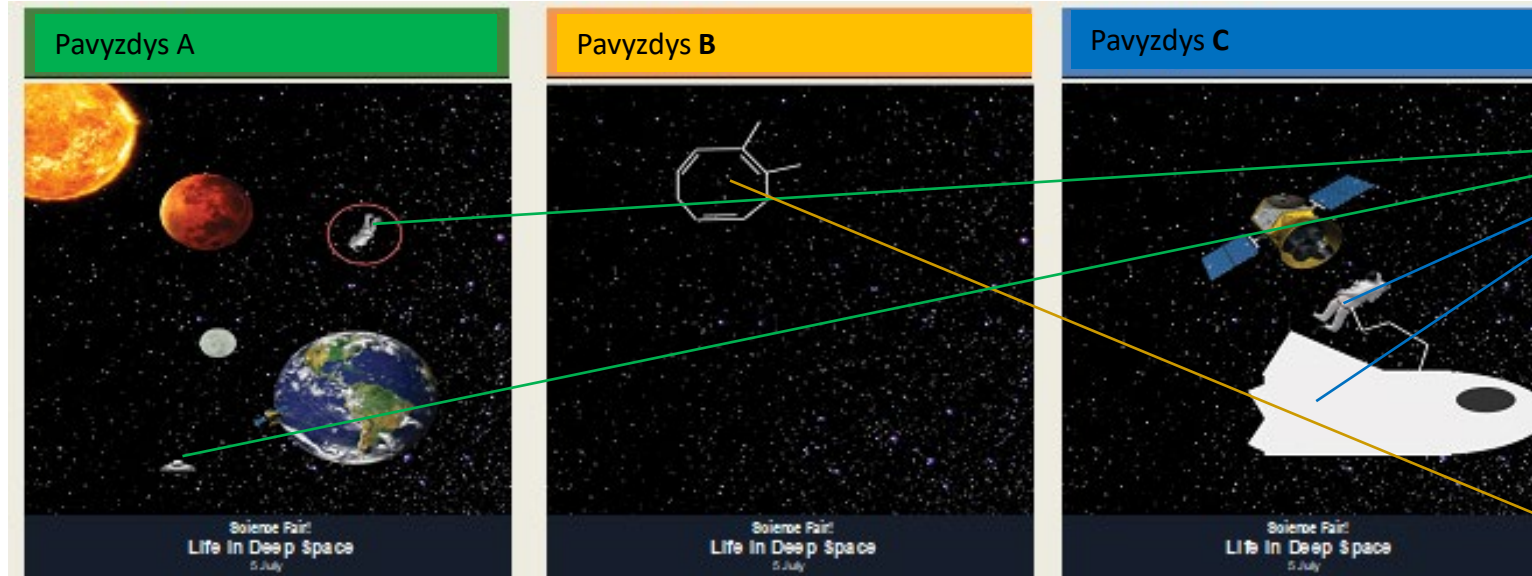 Pavyzdys A
Pavyzdys B
Pavyzdys C
Science Fair!
Life in Deep Space
5 July
Science Fair!
Life in Deep Space
5 July
Science Fair!
Life in Deep Space
5 July